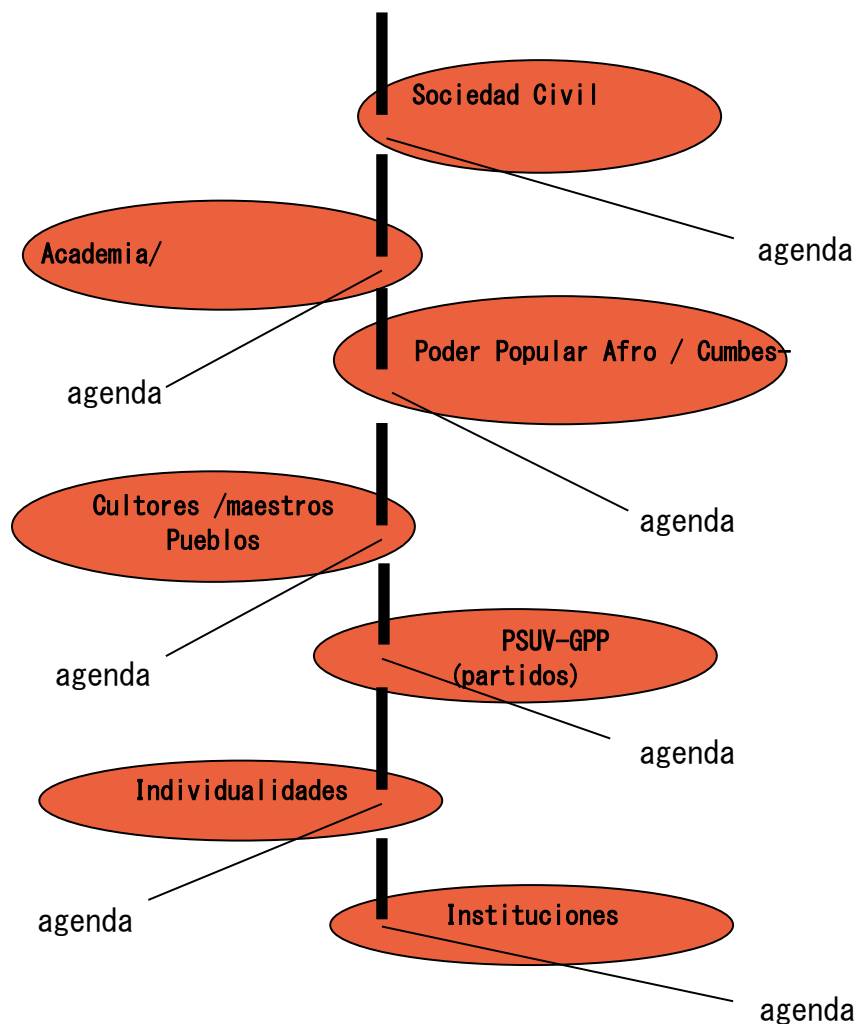 Sociedad Civil
agenda
Academia/
agenda
Poder Popular Afro / Cumbes-
agenda
Cultores /maestros
Pueblos
agenda
PSUV-GPP
(partidos)
agenda
Individualidades
agenda
Instituciones
agenda